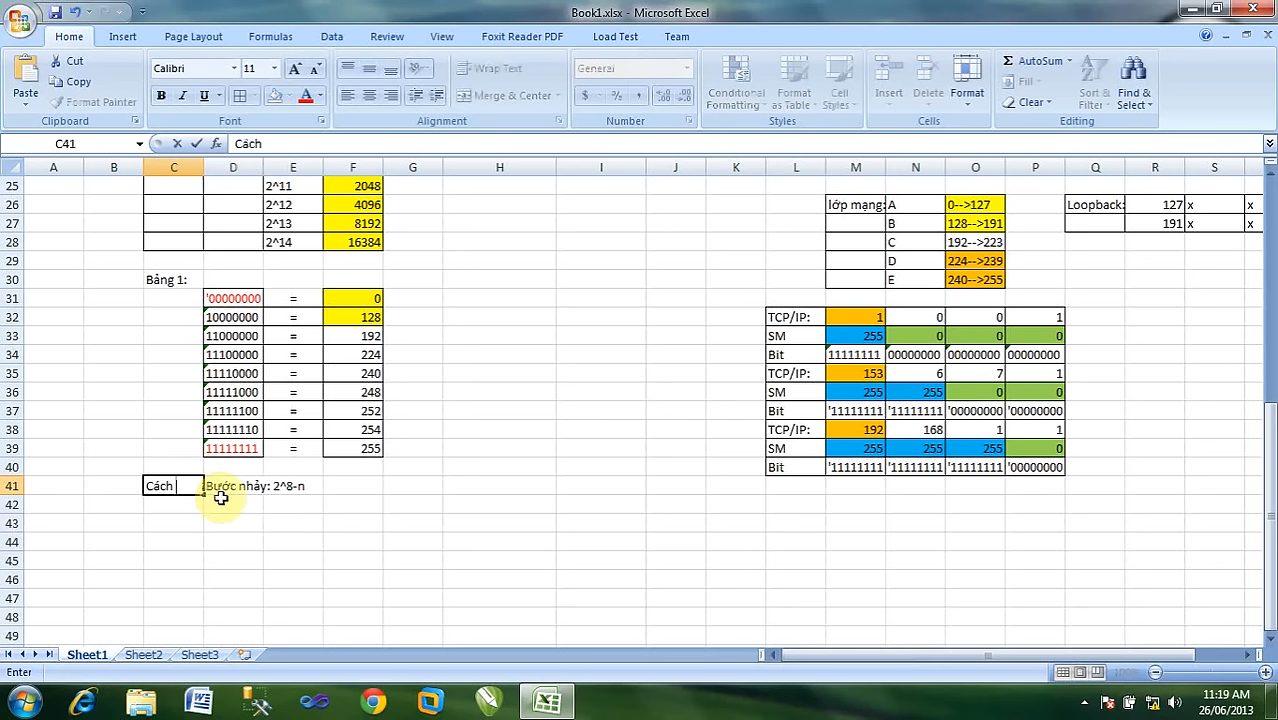 Book1.xlsx - Microsoft Excel
Home Insert Page Layout Formulas Data Review View Foxit Reader PDF Load Test Team
Paste Cut Calibri 11 Wrap Text General Conditional Formatting Format as Table Cell Styles Insert Delete Format AutoSum Sort & Filter Find & Select
Copy Fill
Format Painter B I U A Merge & Center $ % , Clear
Clipboard Font Alignment Number Styles Cells Editing
C41 fx Cách
A B C D E F G H I J K L M N O P Q R S
25 2^11 2048
26 2^12 4096 lớp mạng: A 0-->127 Loopback: 127 x x
27 2^13 8192 B 128-->191 191 x x
28 2^14 16384 C 192-->223
29 D 224-->239
30 Bảng 1: E 240-->255
31 '00000000 = 0
32 10000000 = 128 TCP/IP: 1 0 0 1
33 11000000 = 192 SM 255 0 0 0
34 11100000 = 224 Bit 11111111 00000000 00000000 00000000
35 11110000 = 240 TCP/IP: 153 6 7 1
36 11111000 = 248 SM 255 255 0 0
37 11111100 = 252 Bit '11111111 '11111111 '00000000 '00000000
38 11111110 = 254 TCP/IP: 192 168 1 1
39 11111111 = 255 SM 255 255 255 0
40 Bit '11111111 '11111111 '11111111 '00000000
41 Cách Bước nhảy: 2^8-n
42
43
44
45
46
47
48
49
Sheet1 Sheet2 Sheet3
Enter 100%
11:19 AM
26/06/2013